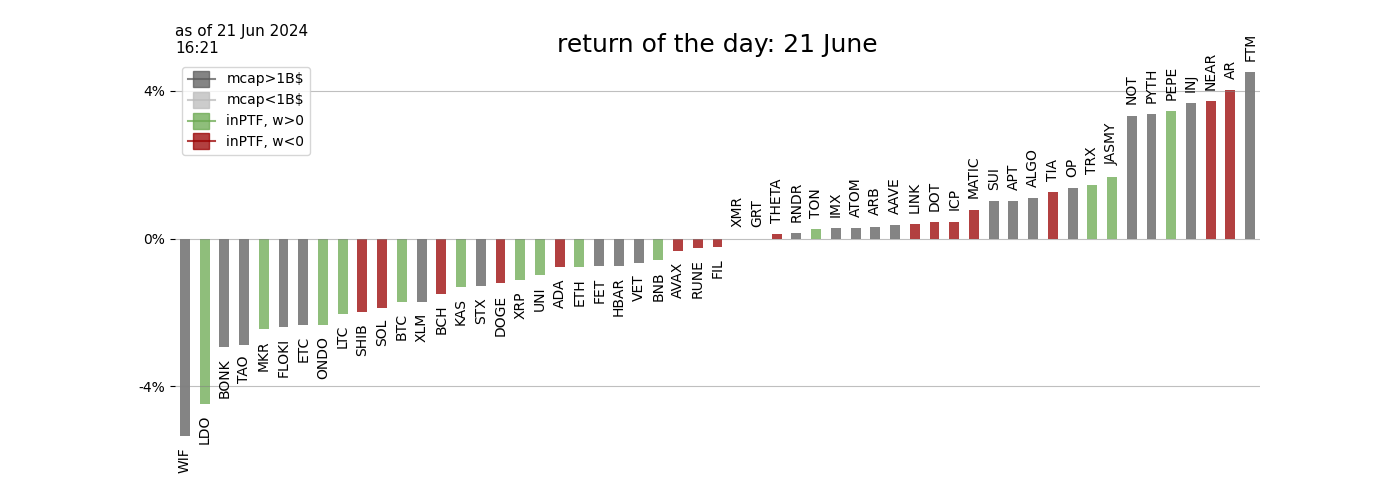 as of 21 Jun 2024
16:21
return of the day: 21 June
mcap>1B$
mcap<1B$
inPTF, w>0
inPTF, w<0
4%
0%
-4%
WIF
LDO
BONK
TAO
MKR
FLOKI
ETC
ONDO
LTC
SHIB
SOL
BTC
XLM
BCH
KAS
STX
DOGE
XRP
UNI
ADA
ETH
FET
HBAR
VET
BNB
AVAX
RUNE
FIL
XMR
GRT
THETA
RNDR
TON
IMX
ATOM
ARB
AAVE
LINK
DOT
ICP
MATIC
SUI
APT
ALGO
TIA
OP
TRX
JASMY
NOT
PYTH
PEPE
INJ
NEAR
AR
FTM